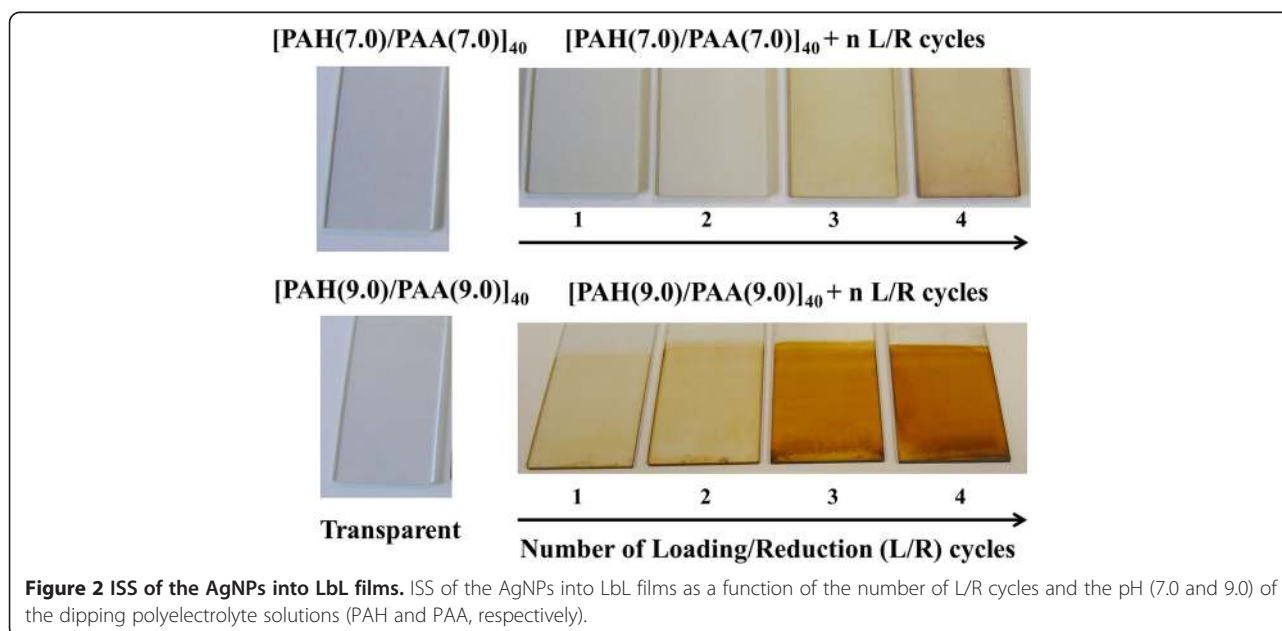 [PAH(7.0)/PAA(7.0)]40 [PAH(7.0)/PAA(7.0)]40 + n L/R cycles
1 2 3 4
[PAH(9.0)/PAA(9.0)]40 [PAH(9.0)/PAA(9.0)]40 + n L/R cycles
1 2 3 4
Transparent
Number of Loading/Reduction (L/R) cycles
Figure 2 ISS of the AgNPs into LbL films. ISS of the AgNPs into LbL films as a function of the number of L/R cycles and the pH (7.0 and 9.0) of
the dipping polyelectrolyte solutions (PAH and PAA, respectively).